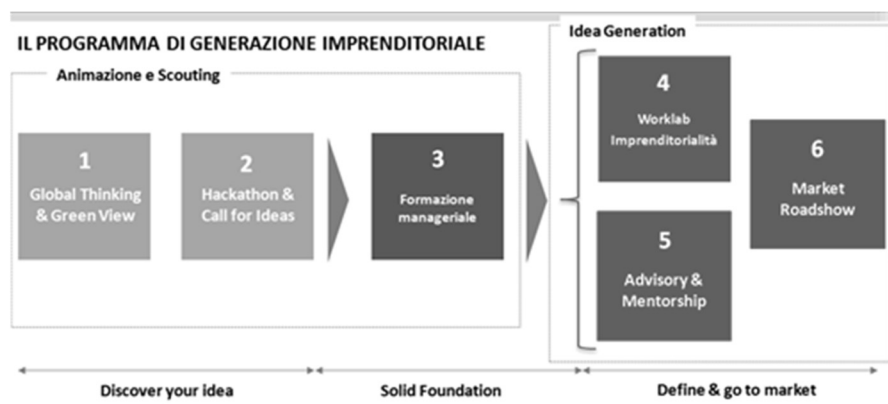 IL PROGRAMMA DI GENERAZIONE IMPRENDITORIALE
Animazione e Scouting
1
Global Thinking
& Green View
2
Hackathon &
Call for Ideas
3
Formazione
manageriale
Idea Generation
4
Worklab
Imprenditorialità
5
Advisory &
Mentorship
6
Market
Roadshow
Discover your idea
Solid Foundation
Define & go to market